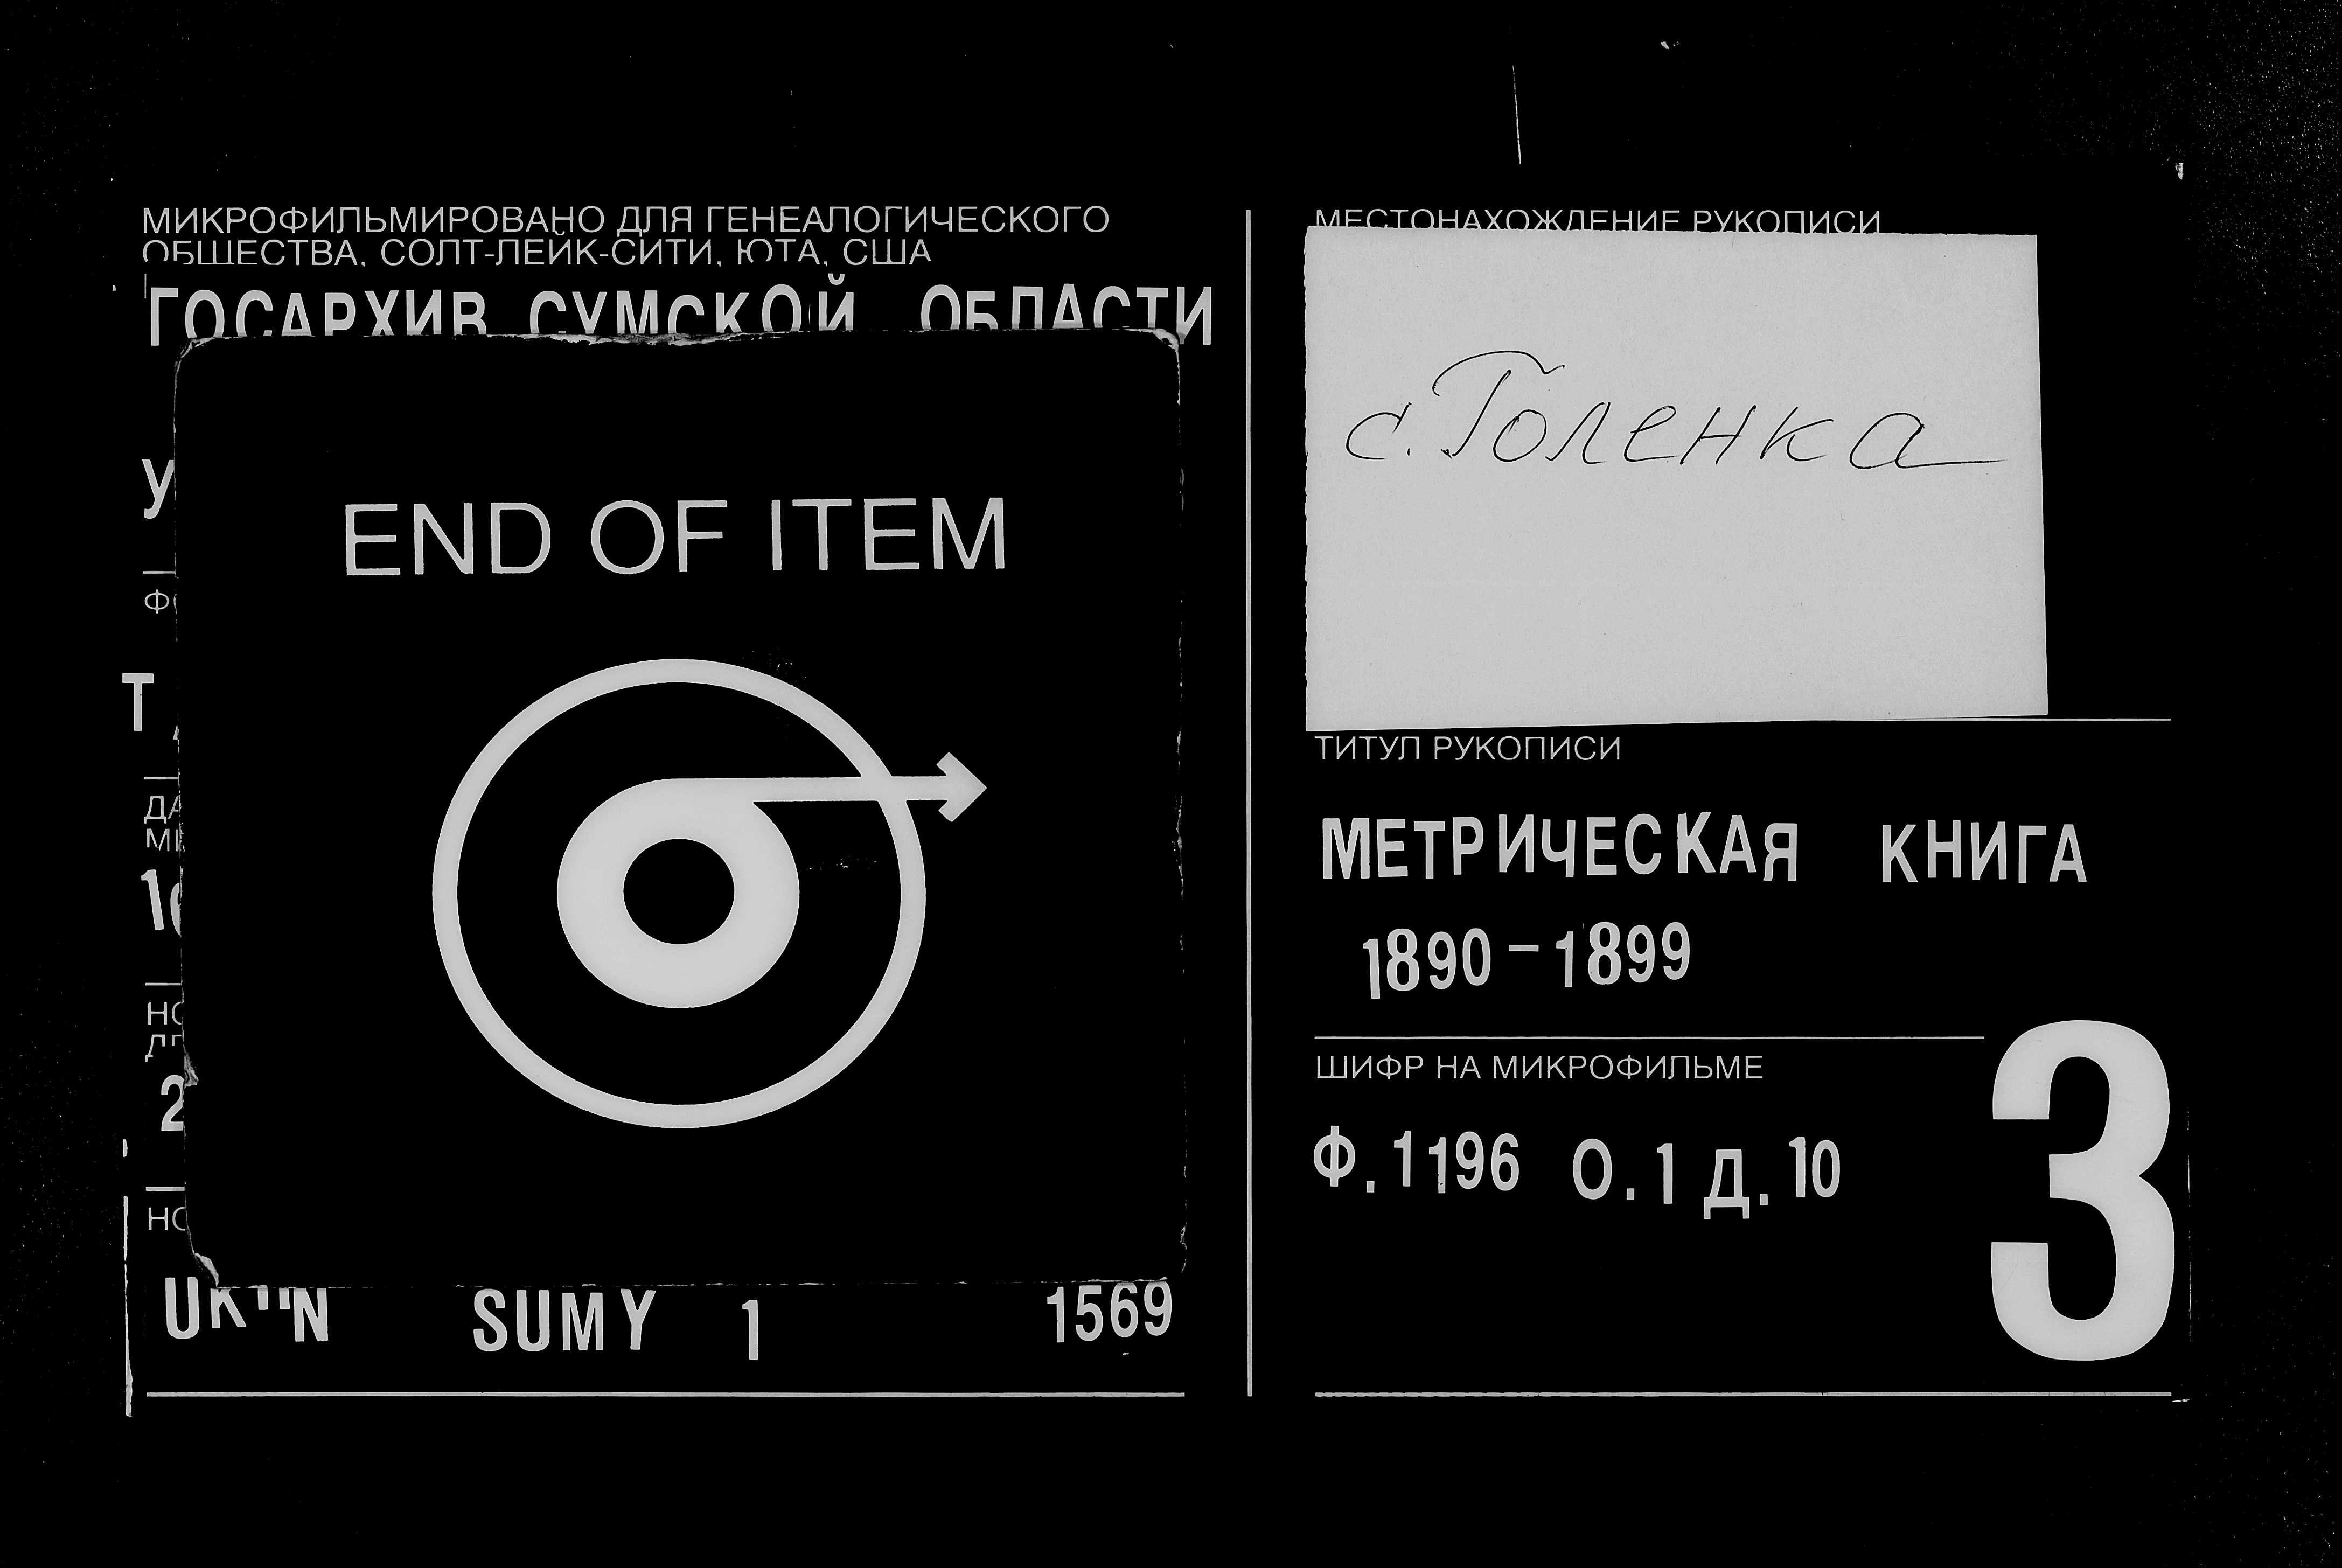 МИКРОФИЛЬМИРОВАНО ДЛЯ ГЕНЕАЛОГИЧЕСКОГО
ОБЩЕСТВА, СОЛТ-ЛЕЙК-СИТИ, ЮТА, США
ГОСАРХИВ СУМСКОЙ ОБЛАСТИ
END OF ITEM
SUMY 1 1569
МЕСТОНАХОЖДЕНИЕ РУКОПИСИ
с. Голенка
ТИТУЛ РУКОПИСИ
МЕТРИЧЕСКАЯ КНИГА
1890-1899
ШИФР НА МИКРОФИЛЬМЕ
Ф. 1196 О. 1 Д. 10
3